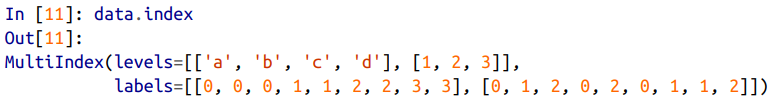 In [11]: data.index
Out[11]:
MultiIndex(levels=[['a', 'b', 'c', 'd'], [1, 2, 3]],
           labels=[[0, 0, 0, 1, 1, 2, 2, 3, 3], [0, 1, 2, 0, 2, 0, 1, 1, 2]])